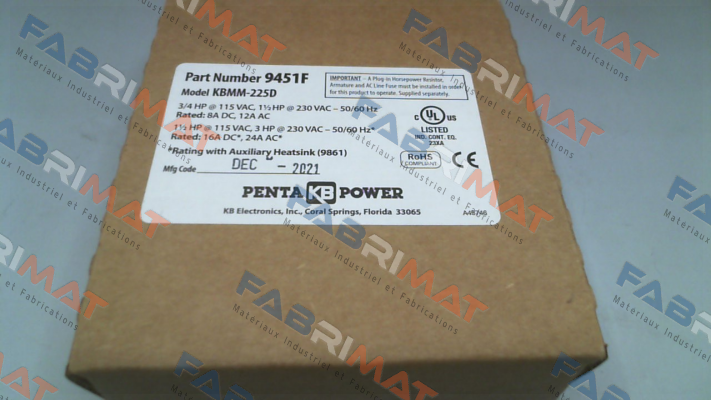 Part Number 9451F
Model KBMM-225D
3/4 HP @ 115 VAC, 1½ HP @ 230 VAC – 50/60 Hz
Rated: 8A DC, 12A AC
1½ HP @ 115 VAC, 3 HP @ 230 VAC – 50/60 Hz*
Rated: 16A DC*, 24A AC*
*Rating with Auxiliary Heatsink (9861)
Mfg Code DEC - 2021
IMPORTANT – A Plug-in Horsepower Resistor,
Armature and AC Line Fuse must be installed in order
for this product to operate. Supplied separately.
C UL US
LISTED
IND. CONT. EQ.
23XA
RoHS
COMPLIANT
CE
PENTA KB POWER
KB Electronics, Inc., Coral Springs, Florida 33065
FABRIMAT
Materiaux Industriel et Fabrications